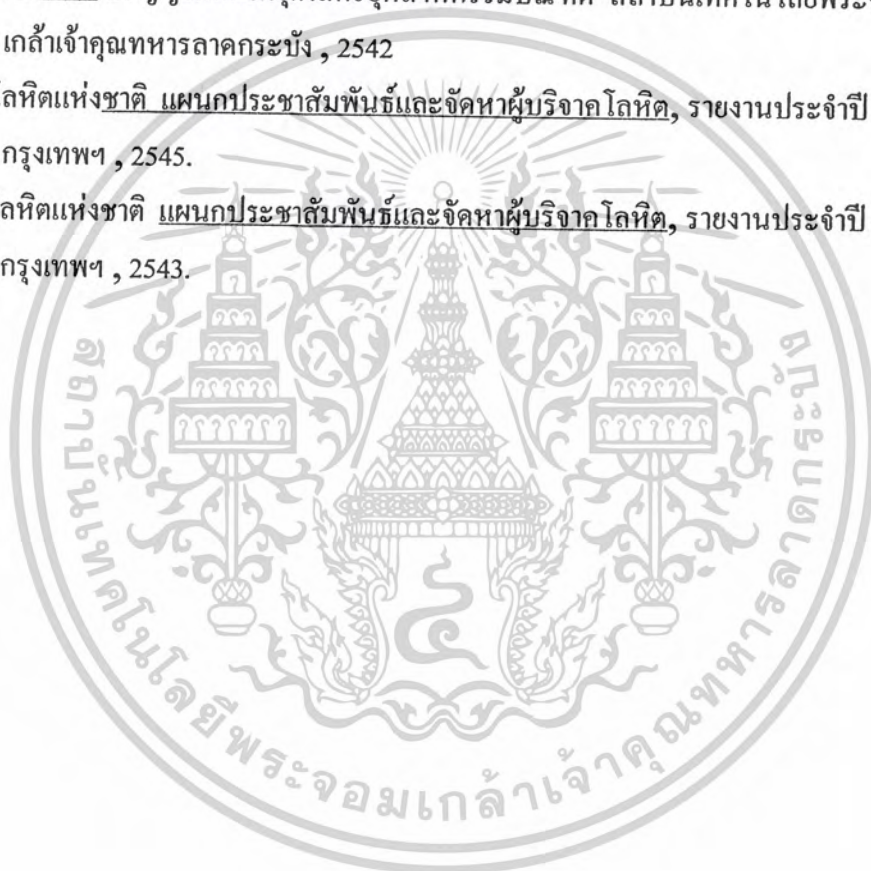 เกล้าเจ้าคุณทหารลาดกระบัง , 2542
โลหิตแห่งชาติ แผนกประชาสัมพันธ์และจัดหาผู้บริจาคโลหิต, รายงานประจำปี
กรุงเทพฯ , 2545.
ลหิตแห่งชาติ แผนกประชาสัมพันธ์และจัดหาผู้บริจาคโลหิต, รายงานประจำปี
กรุงเทพฯ , 2543.
สถาบันเทคโนโลยีพระจอมเกล้าเจ้าคุณทหารลาดกระบัง
๔